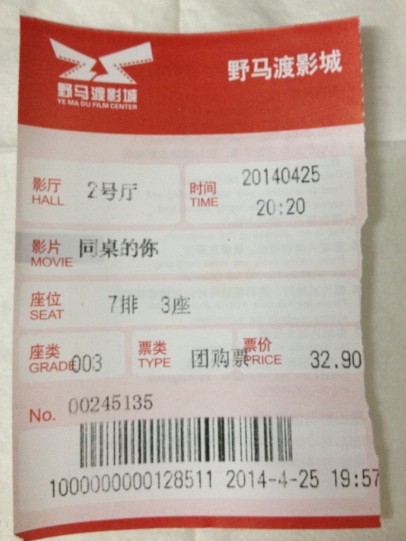 野马渡影城
野马渡影城
YE MA DU FILM CENTER
影厅 2号厅 时间 20140425
HALL TIME 20:20
影片 同桌的你
MOVIE
座位 7排 3座
SEAT
座类 003 票类 团购票 票价 32.90
GRADE TYPE PRICE
No. 00245135
1000000000128511 2014-4-25 19:57